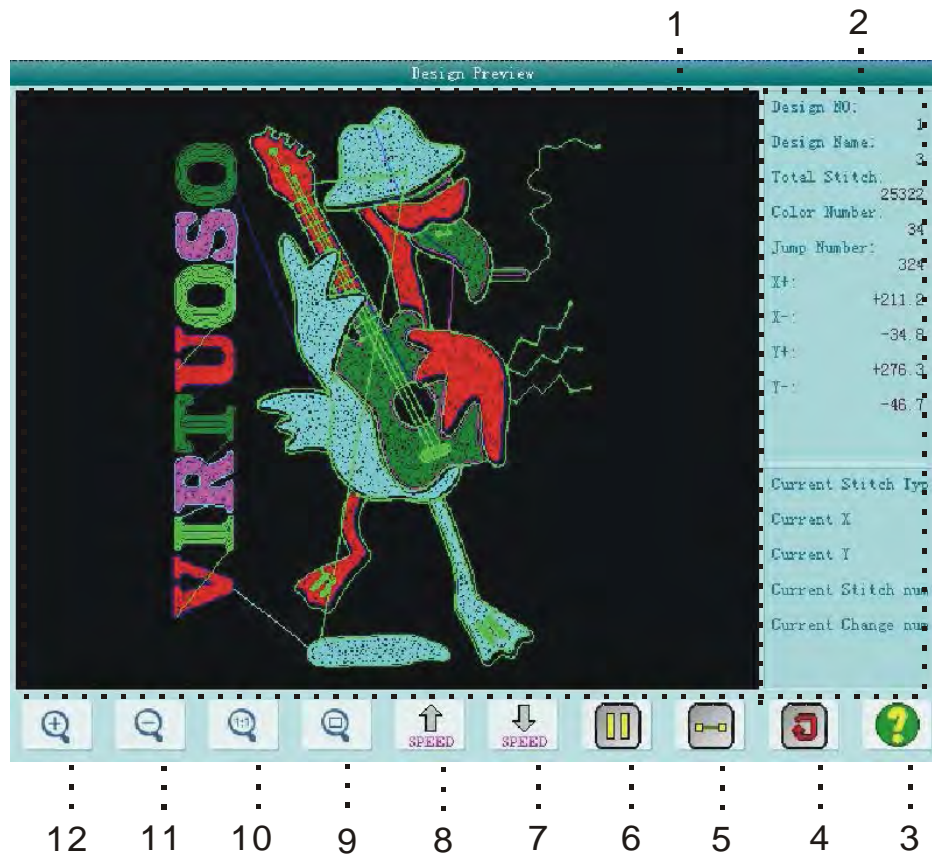 1 2
Design Preview
VIRTUOSO
Design NO:
1
Design Name:
3
Total Stitch:
25322
Color Number:
34
Jump Number:
324
X+:
+211.2
X-:
-34.8
Y+:
+276.3
Y-:
-46.7
Current Stitch Typ
Current X
Current Y
Current Stitch num
Current Change num
1:1
SPEED
SPEED
?
12 11 10 9 8 7 6 5 4 3